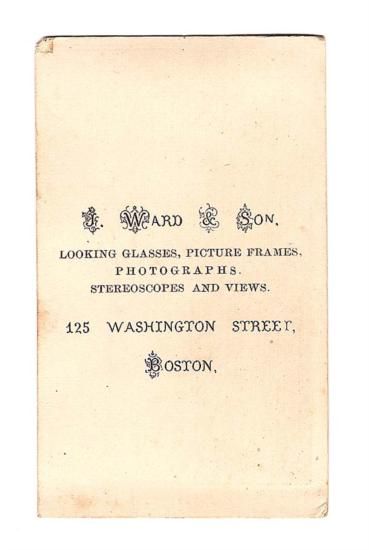 J. Ward & Son,
LOOKING GLASSES, PICTURE FRAMES,
PHOTOGRAPHS.
STEREOSCOPES AND VIEWS.
125 WASHINGTON STREET,
Boston,